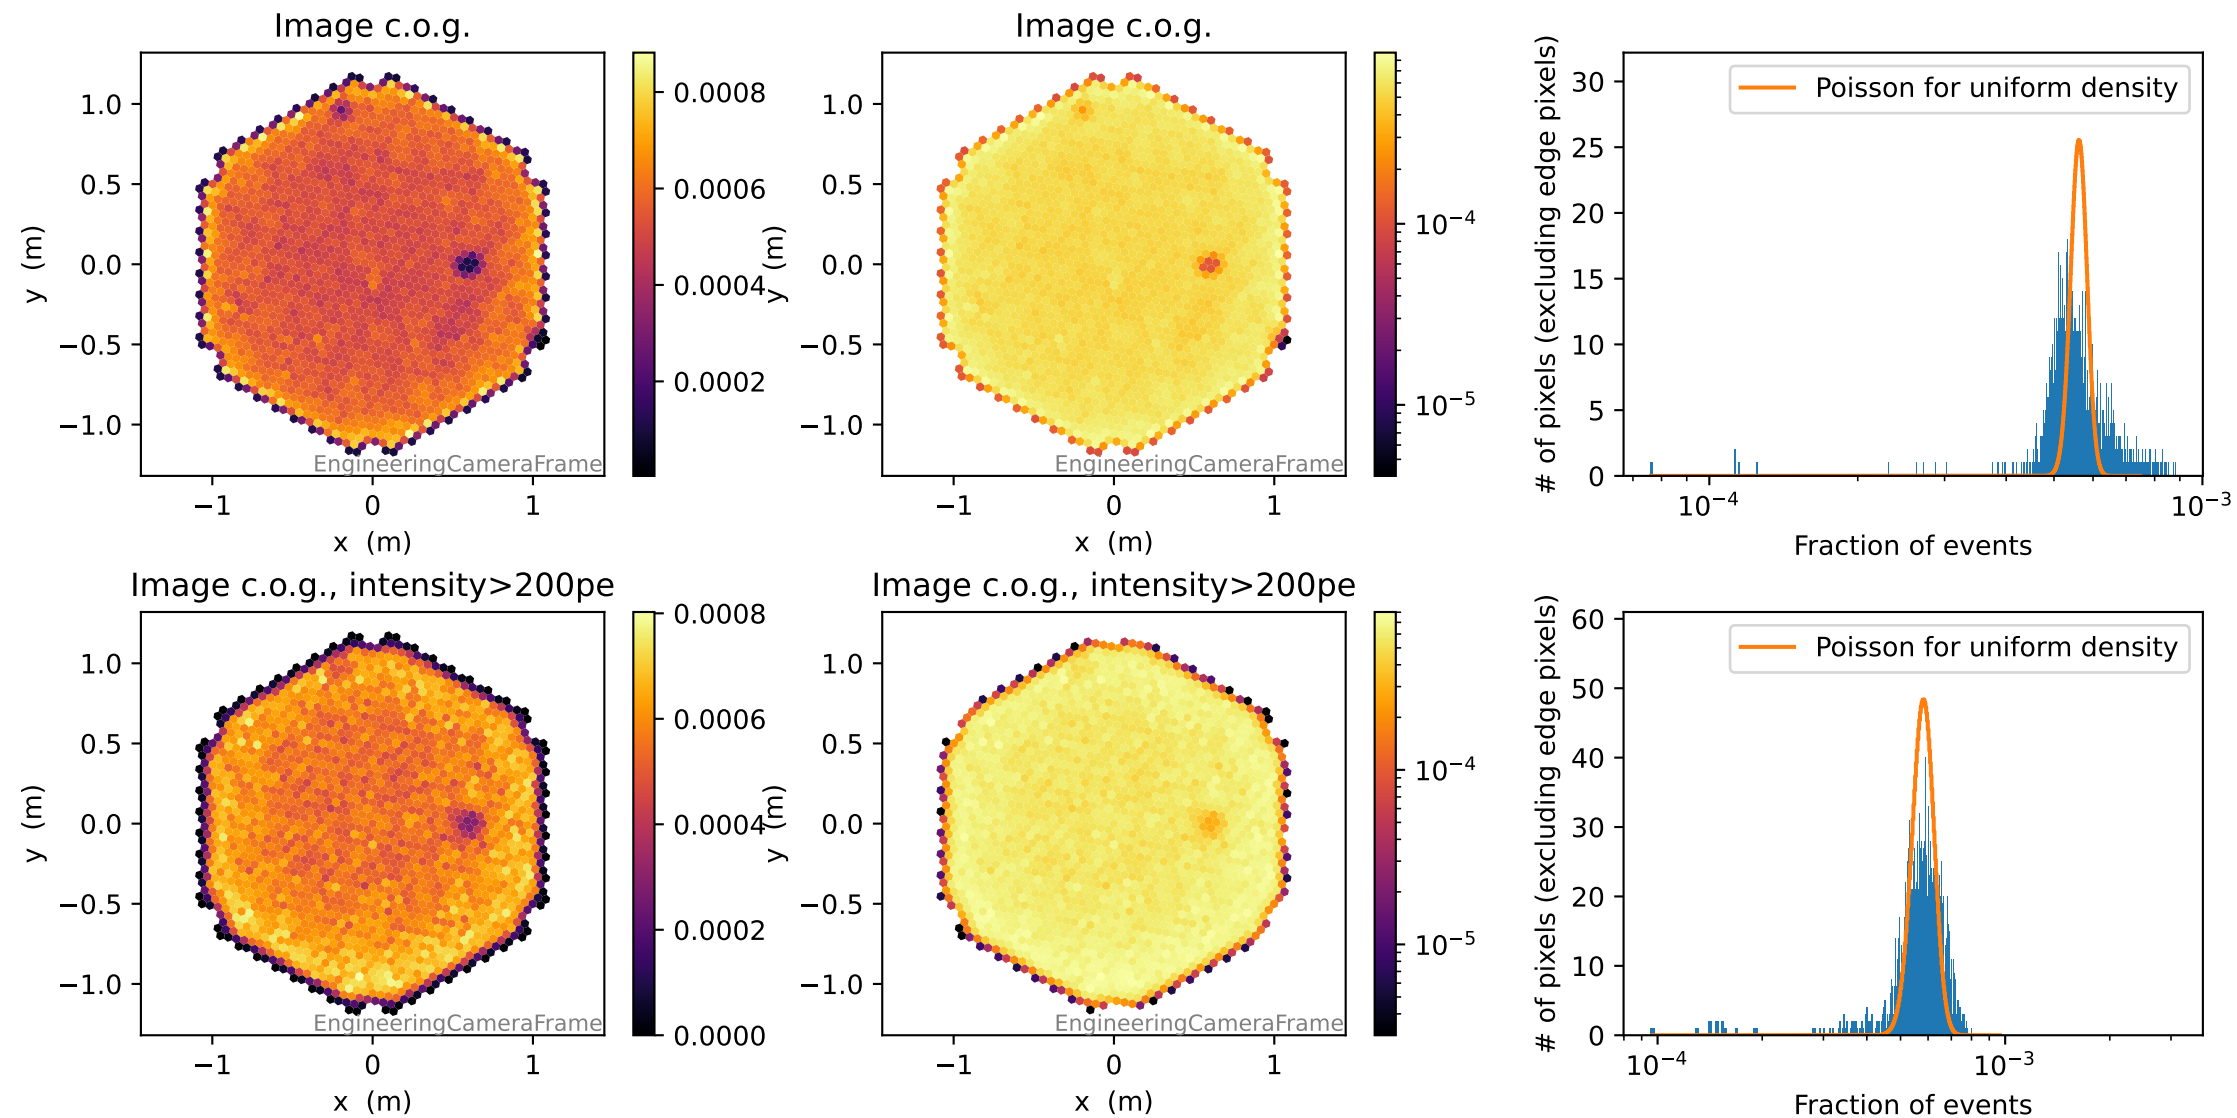 Image c.o.g.
y (m)
1.0
0.5
0.0
−0.5
−1.0
−1
0
1
x (m)
EngineeringCameraFrame
0.0008
0.0006
0.0004
0.0002
Image c.o.g.
y (m)
1.0
0.5
0.0
−0.5
−1.0
−1
0
1
x (m)
EngineeringCameraFrame
10⁻⁴
10⁻⁵
# of pixels (excluding edge pixels)
30
25
20
15
10
5
0
Poisson for uniform density
10⁻⁴
10⁻³
Fraction of events
Image c.o.g., intensity>200pe
y (m)
1.0
0.5
0.0
−0.5
−1.0
−1
0
1
x (m)
EngineeringCameraFrame
0.0008
0.0006
0.0004
0.0002
0.0000
Image c.o.g., intensity>200pe
y (m)
1.0
0.5
0.0
−0.5
−1.0
−1
0
1
x (m)
EngineeringCameraFrame
10⁻⁴
10⁻⁵
# of pixels (excluding edge pixels)
60
50
40
30
20
10
0
Poisson for uniform density
10⁻⁴
10⁻³
Fraction of events